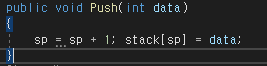 public void Push(int data)
{
sp = sp + 1; stack[sp] = data;
}